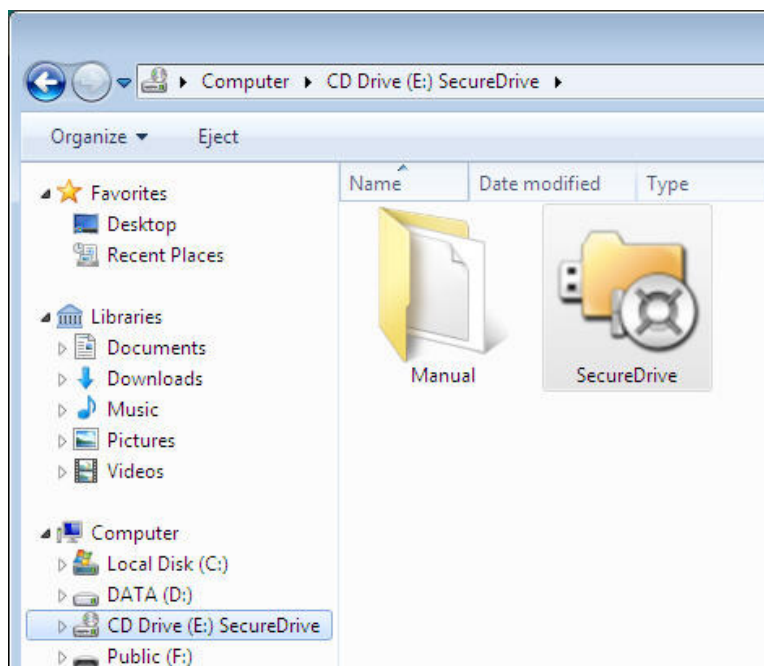 Computer CD Drive (E:) SecureDrive
Organize Eject
Name Date modified Type
Favorites
Desktop
Recent Places
Libraries
Documents
Downloads
Music
Pictures
Videos
Computer
Local Disk (C:)
DATA (D:)
CD Drive (E:) SecureDrive
Public (F:)
Manual SecureDrive